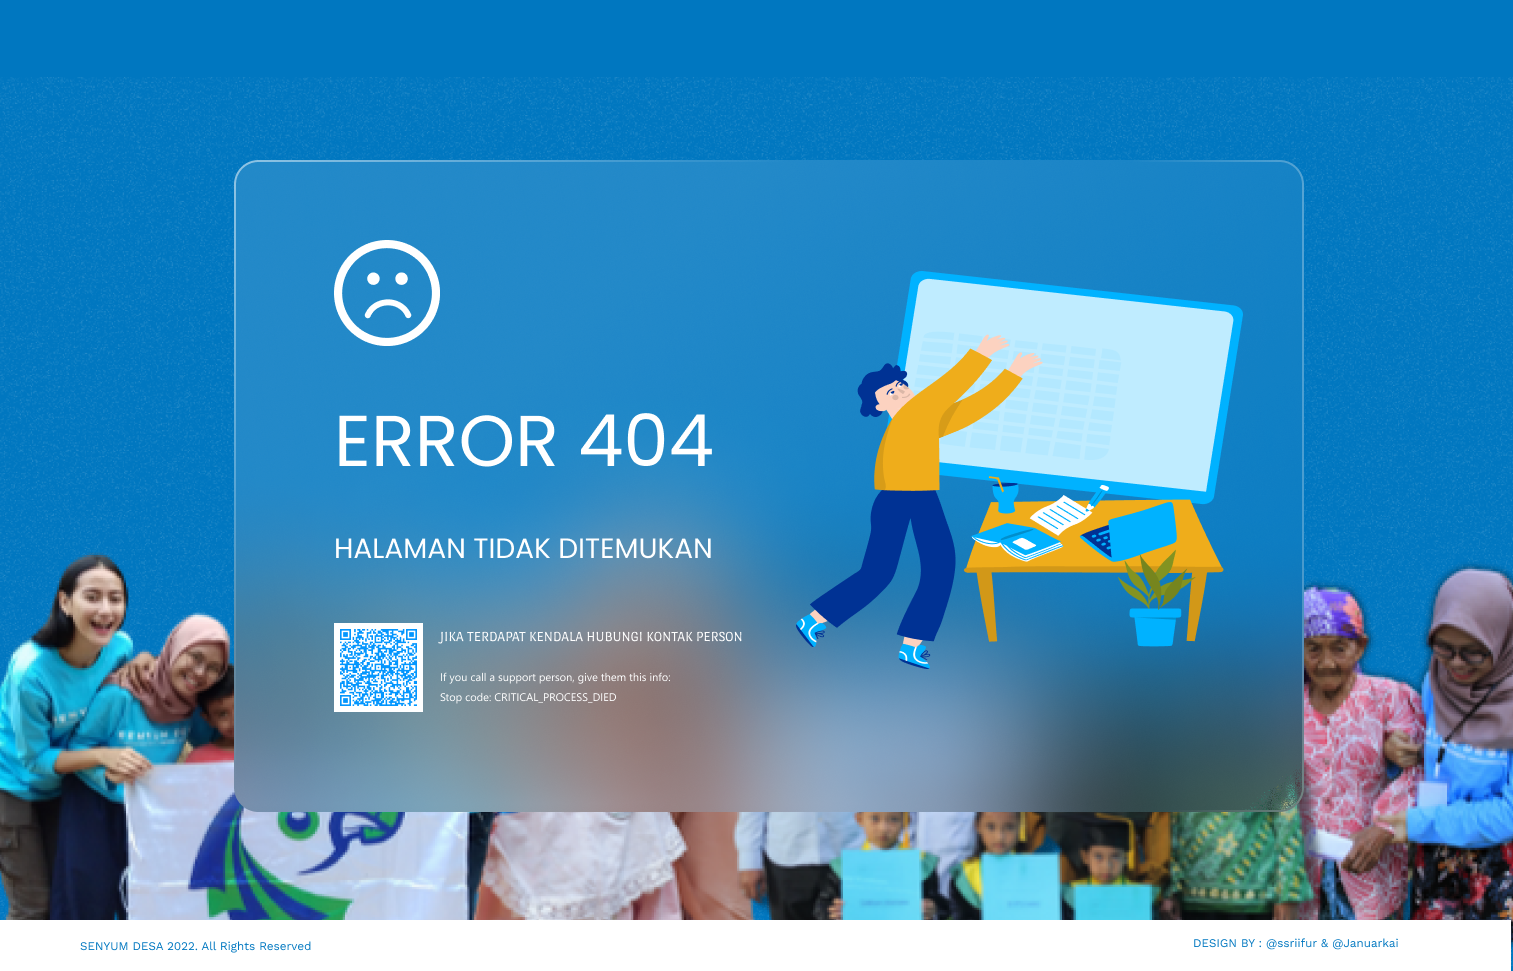 ERROR 404
HALAMAN TIDAK DITEMUKAN
JIKA TERDAPAT KENDALA HUBUNGI KONTAK PERSON
If you call a support person, give them this info:
Stop code: CRITICAL_PROCESS_DIED
SENYUM DESA 2022. All Rights Reserved
DESIGN BY : @ssriifur & @Januarkai